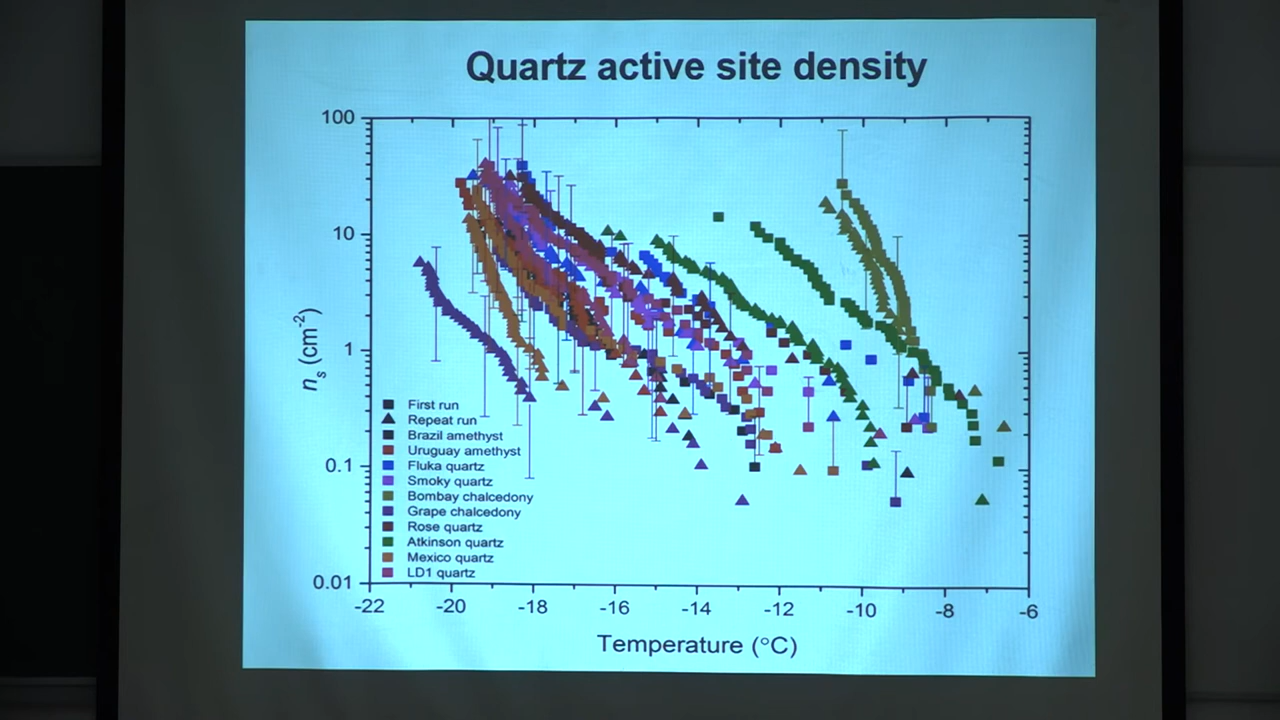 Quartz active site density
100
10
1
0.1
0.01
n_s (cm^-2)
First run
Repeat run
Brazil amethyst
Uruguay amethyst
Fluka quartz
Smoky quartz
Bombay chalcedony
Grape chalcedony
Rose quartz
Atkinson quartz
Mexico quartz
LD1 quartz
-22 -20 -18 -16 -14 -12 -10 -8 -6
Temperature (°C)